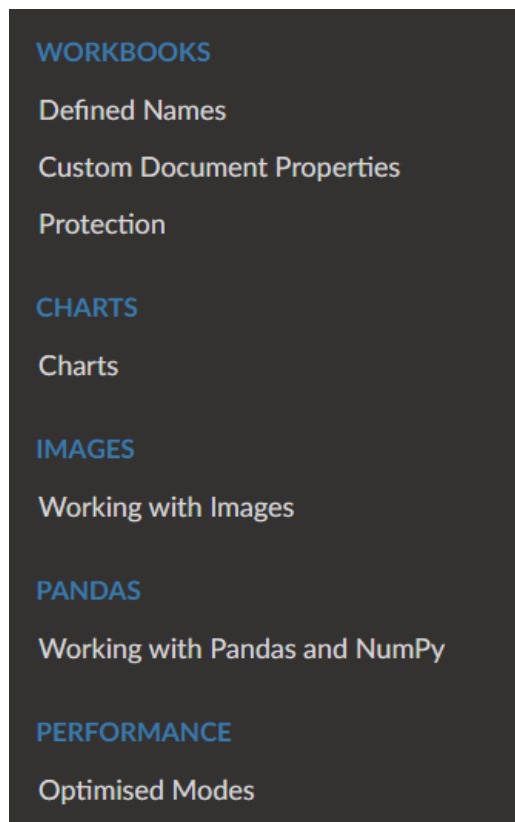 WORKBOOKS
Defined Names
Custom Document Properties
Protection
CHARTS
Charts
IMAGES
Working with Images
PANDAS
Working with Pandas and NumPy
PERFORMANCE
Optimised Modes